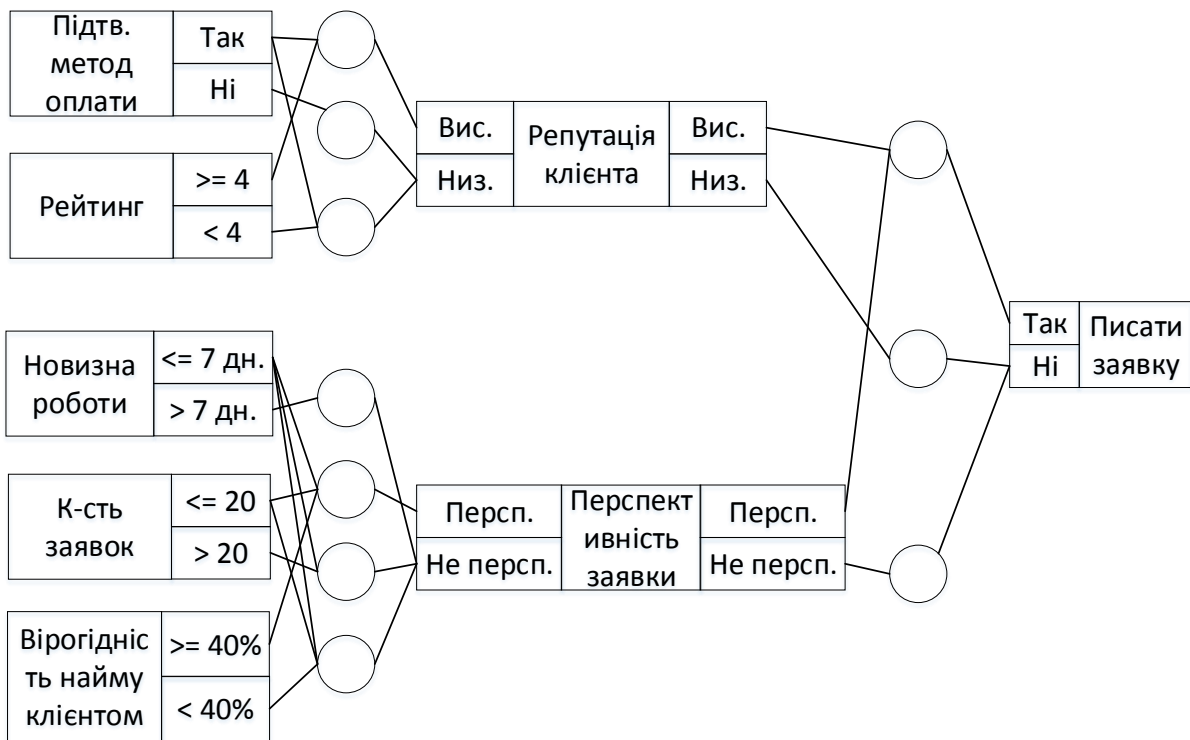 Підтв.
метод
оплати
Так
Ні
Рейтинг
>= 4
< 4
Вис.
Низ.
Репутація
клієнта
Вис.
Низ.
Новизна
роботи
<= 7 дн.
> 7 дн.
К-сть
заявок
<= 20
> 20
Вірогідніс
ть найму
клієнтом
>= 40%
< 40%
Персп.
Не персп.
Перспект
ивність
заявки
Персп.
Не персп.
Так
Ні
Писати
заявку